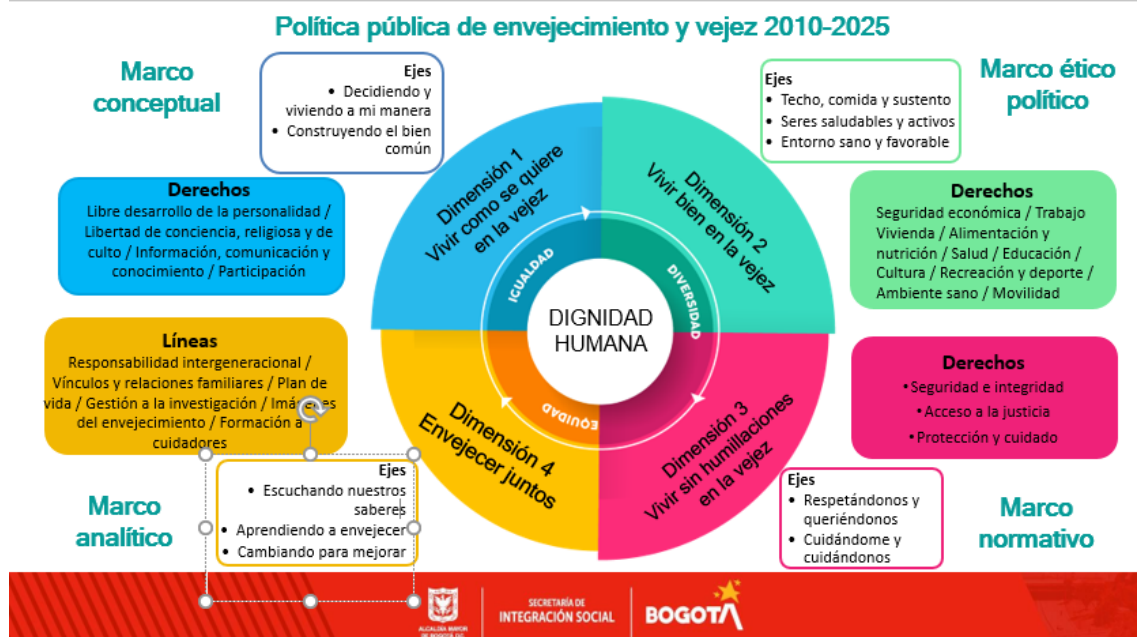 Política pública de envejecimiento y vejez 2010-2025
Marco
conceptual
Ejes
• Decidiendo y
viviendo a mi manera
• Construyendo el bien
común
Ejes
• Techo, comida y sustento
• Seres saludables y activos
• Entorno sano y favorable
Marco ético
político
Derechos
Libre desarrollo de la personalidad /
Libertad de conciencia, religiosa y de
culto / Información, comunicación y
conocimiento / Participación
Dimensión 1
Vivir como se quiere
en la vejez
Dimensión 2
Vivir bien en la vejez
Derechos
Seguridad económica / Trabajo
Vivienda / Alimentación y
nutrición / Salud / Educación /
Cultura / Recreación y deporte /
Ambiente sano / Movilidad
IGUALDAD
DIVERSIDAD
DIGNIDAD
HUMANA
EQUIDAD
Líneas
Responsabilidad intergeneracional /
Vínculos y relaciones familiares / Plan de
vida / Gestión a la investigación / Imágenes
del envejecimiento / Formación a
cuidadores
Dimensión 4
Envejecer juntos
Dimensión 3
Vivir sin humillaciones
en la vejez
Derechos
• Seguridad e integridad
• Acceso a la justicia
• Protección y cuidado
Marco
analítico
Ejes
• Escuchando nuestros
saberes
• Aprendiendo a envejecer
• Cambiando para mejorar
Ejes
• Respetándonos y
queriéndonos
• Cuidándome y
cuidándonos
Marco
normativo
ALCALDÍA MAYOR
DE BOGOTÁ D.C.
SECRETARÍA DE
INTEGRACIÓN SOCIAL
BOGOTÁ